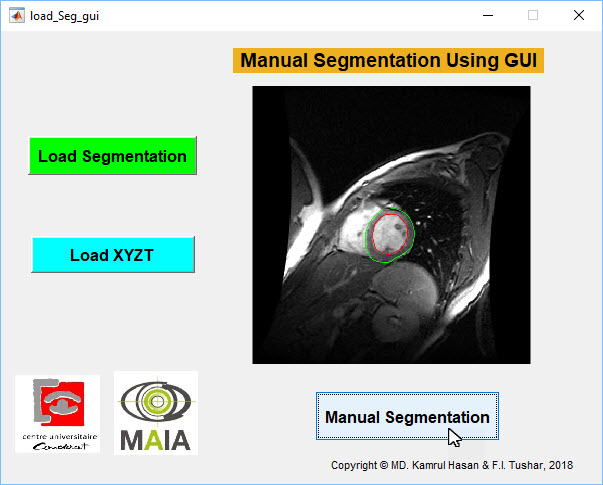 load_Seg_gui
Manual Segmentation Using GUI
Load Segmentation
Load XYZT
centre universitaire
Condorcet
MAIA
Manual Segmentation
Copyright © MD. Kamrul Hasan & F.I. Tushar, 2018